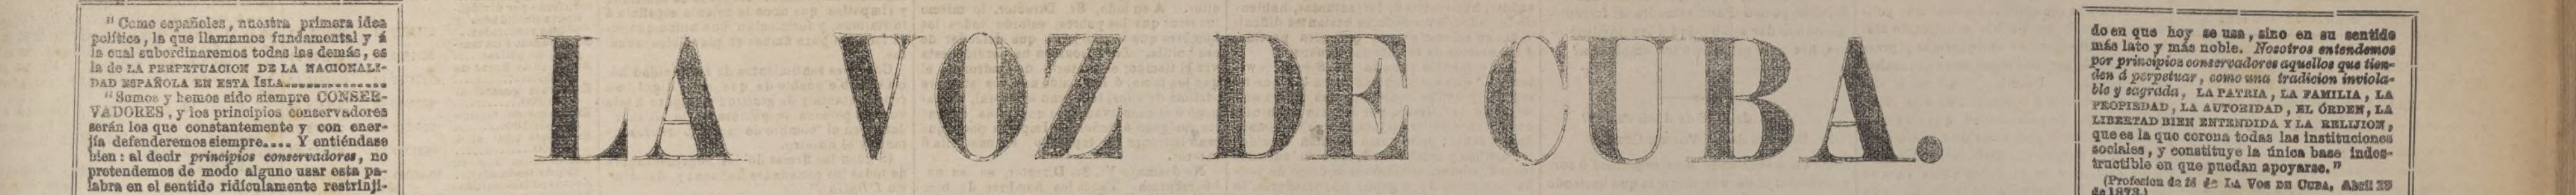 "Como españoles, nuestra primera idea
política, la que llamamos fundamental y á
la cual subordinaremos todas las demás, es
la de LA PERPETUACION DE LA NACIONALI-
DAD ESPAÑOLA EN ESTA ISLA..............
"Somos y hemos sido siempre CONSER-
VADORES, y los principios conservadores
serán los que constantemente y con ener-
jía defenderemos siempre.... Y entiéndase
bien: al decir principios conservadores, no
pretendemos de modo alguno usar esta pa-
labra en el sentido ridículamente restrinji-
LA VOZ DE CUBA.
do en que hoy se usa, sino en su sentido
más lato y más noble. Nosotros entendemos
por principios conservadores aquellos que tien-
den á perpetuar, como una tradicion inviola-
ble y sagrada, LA PATRIA, LA FAMILIA, LA
PROPIEDAD, LA AUTORIDAD, EL ÓRDEN, LA
LIBERTAD BIEN ENTENDIDA Y LA RELIJION,
que es la que corona todas las instituciones
sociales, y constituye la única base indes-
tructible en que puedan apoyarse."
(Profesion de fé de LA VOZ DE CUBA, Abril 29
de 1873.)